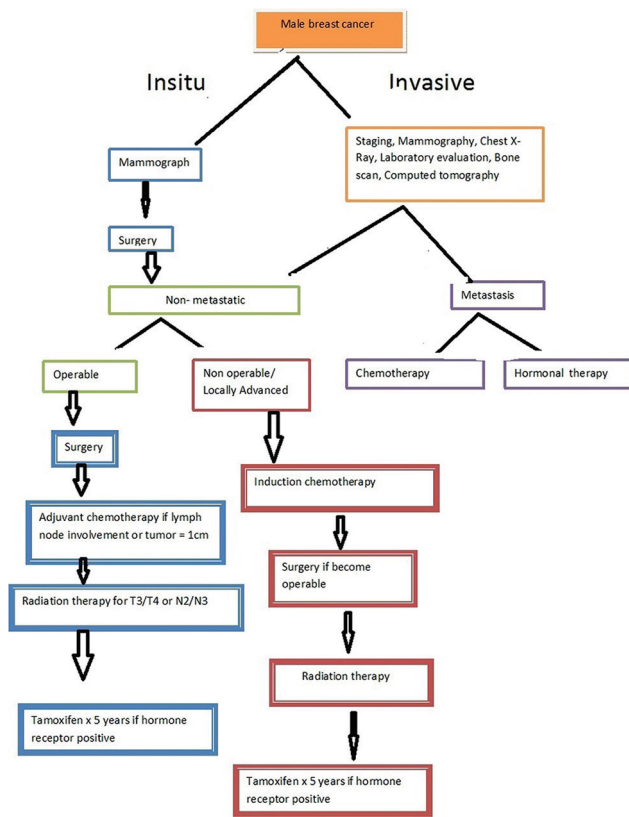 Male breast cancer
Insitu
Invasive
Mammograph
Staging, Mammography, Chest X-
Ray, Laboratory evaluation, Bone
scan, Computed tomography
Surgery
Non- metastatic
Metastasis
Operable
Non operable/
Locally Advanced
Chemotherapy
Hormonal therapy
Surgery
Induction chemotherapy
Adjuvant chemotherapy if lymph
node involvement or tumor = 1cm
Surgery if become
operable
Radiation therapy for T3/T4 or N2/N3
Radiation therapy
Tamoxifen x 5 years if hormone
receptor positive
Tamoxifen x 5 years if hormone
receptor positive